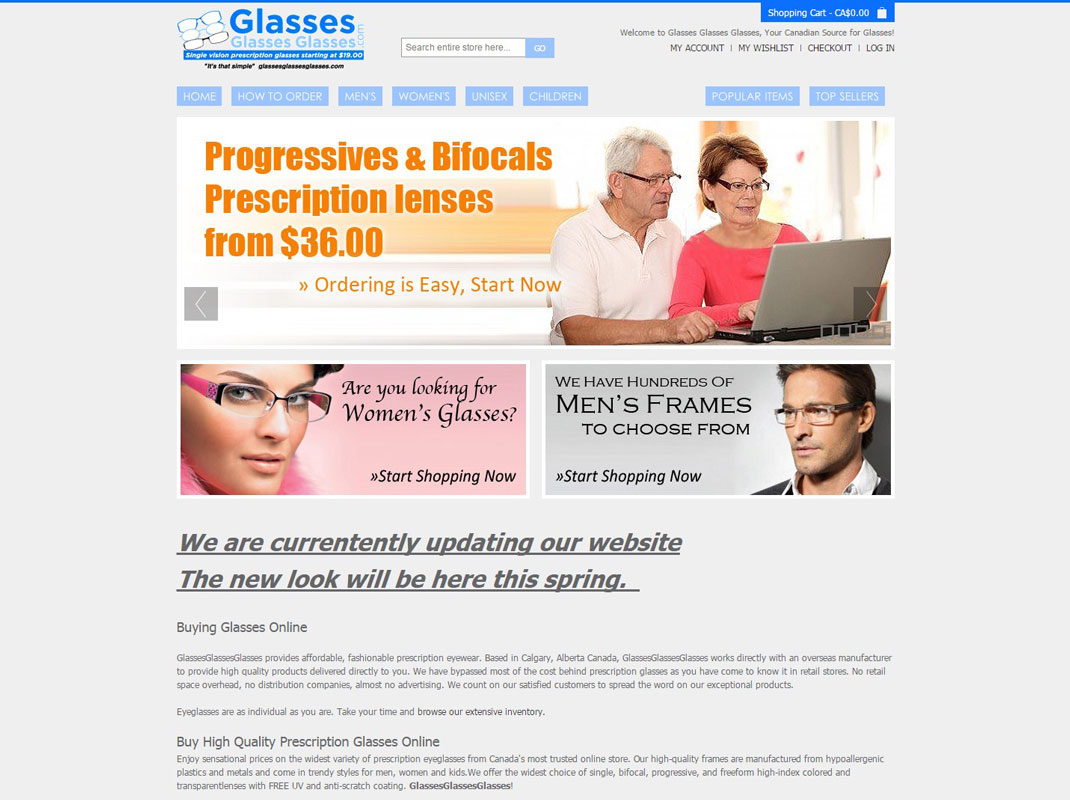 Shopping Cart - CA$0.00
Glasses
Glasses Glasses.com
Single vision prescription glasses starting at $19.00
"It's that simple" glassesglassesglasses.com
Search entire store here...
GO
Welcome to Glasses Glasses Glasses, Your Canadian Source for Glasses!
MY ACCOUNT | MY WISHLIST | CHECKOUT | LOG IN
HOME HOW TO ORDER MEN'S WOMEN'S UNISEX CHILDREN POPULAR ITEMS TOP SELLERS
Progressives & Bifocals
Prescription lenses
from $36.00
» Ordering is Easy, Start Now
Are you looking for
Women's Glasses?
»Start Shopping Now
We Have Hundreds Of
Men's Frames
to choose from
»Start Shopping Now
We are currentently updating our website
The new look will be here this spring.
Buying Glasses Online
GlassesGlassesGlasses provides affordable, fashionable prescription eyewear. Based in Calgary, Alberta Canada, GlassesGlassesGlasses works directly with an overseas manufacturer
to provide high quality products delivered directly to you. We have bypassed most of the cost behind prescription glasses as you have come to know it in retail stores. No retail
space overhead, no distribution companies, almost no advertising. We count on our satisfied customers to spread the word on our exceptional products.
Eyeglasses are as individual as you are. Take your time and browse our extensive inventory.
Buy High Quality Prescription Glasses Online
Enjoy sensational prices on the widest variety of prescription eyeglasses from Canada's most trusted online store. Our high-quality frames are manufactured from hypoallergenic
plastics and metals and come in trendy styles for men, women and kids.We offer the widest choice of single, bifocal, progressive, and freeform high-index colored and
transparentlenses with FREE UV and anti-scratch coating. GlassesGlassesGlasses!